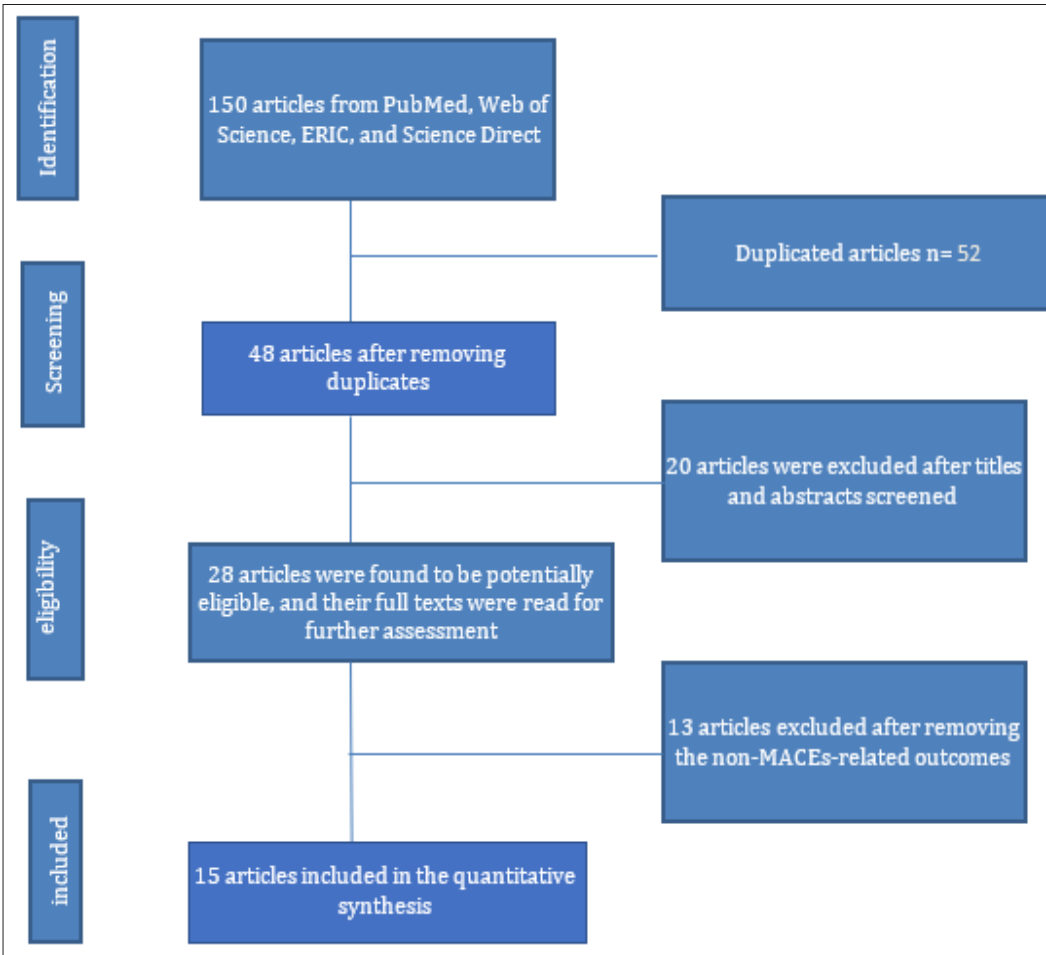 Identification
150 articles from PubMed, Web of
Science, ERIC, and Science Direct
Duplicated articles n= 52
Screening
48 articles after removing
duplicates
20 articles were excluded after titles
and abstracts screened
eligibility
28 articles were found to be potentially
eligible, and their full texts were read for
further assessment
13 articles excluded after removing
the non-MACEs-related outcomes
included
15 articles included in the quantitative
synthesis